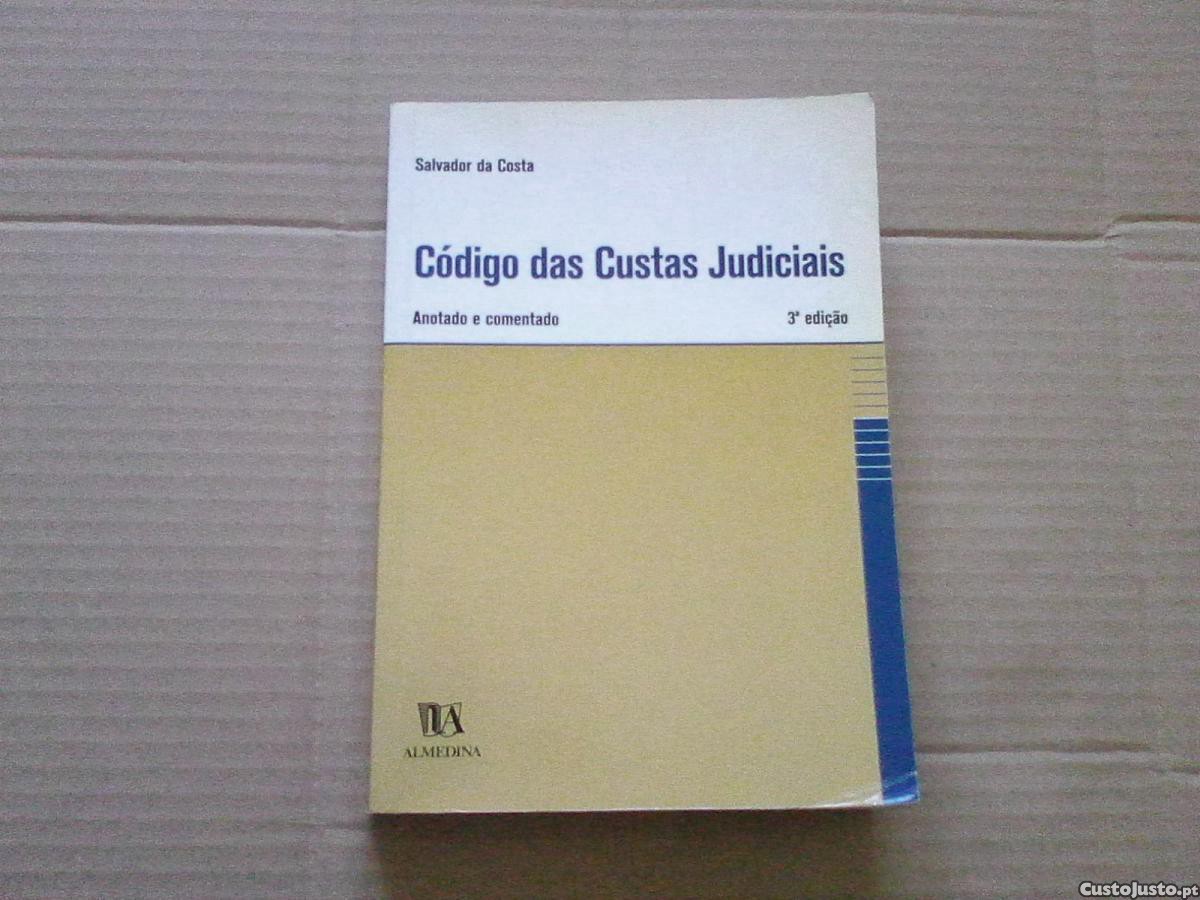 Salvador da Costa
Código das Custas Judiciais
Anotado e comentado 3ª edição
ALMEDINA
CustoJusto.pt